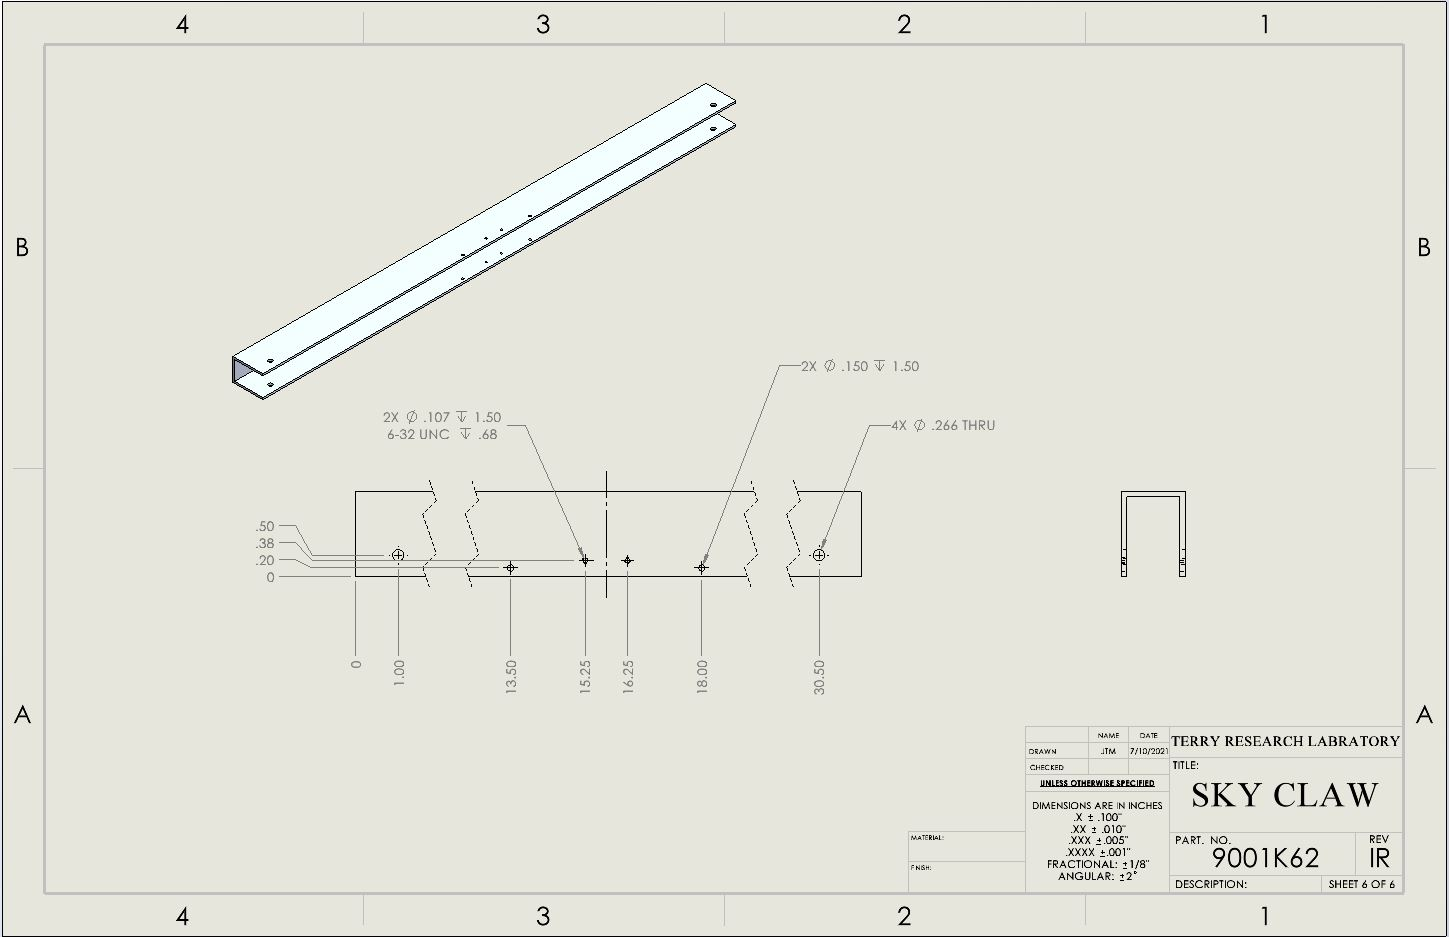 4 3 2 1
B B
2X ∅ .150 ↧ 1.50
2X ∅ .107 ↧ 1.50
6-32 UNC ↧ .68
4X ∅ .266 THRU
.50
.38
.20
0
0 1.00 13.50 15.25 16.25 18.00 30.50
A A
NAME DATE
DRAWN JTM 7/10/2021
CHECKED
UNLESS OTHERWISE SPECIFIED
DIMENSIONS ARE IN INCHES
.X ± .100"
.XX ± .010"
.XXX ±.005"
.XXXX ±.001"
FRACTIONAL: ±1/8"
ANGULAR: ±2°
MATERIAL:
FINISH:
TERRY RESEARCH LABRATORY
TITLE:
SKY CLAW
PART. NO.
9001K62
REV
IR
DESCRIPTION:
SHEET 6 OF 6
4 3 2 1